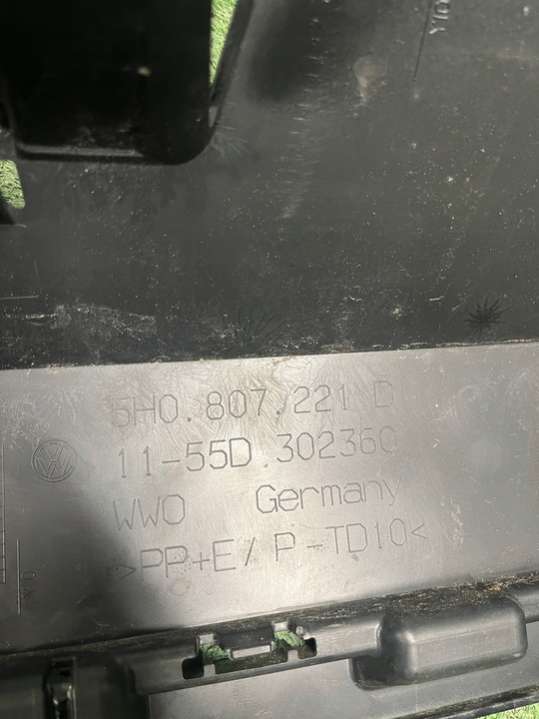 5H0.807.221 D
11-55D.302360
WWO Germany
>PP+E/P-TD10<